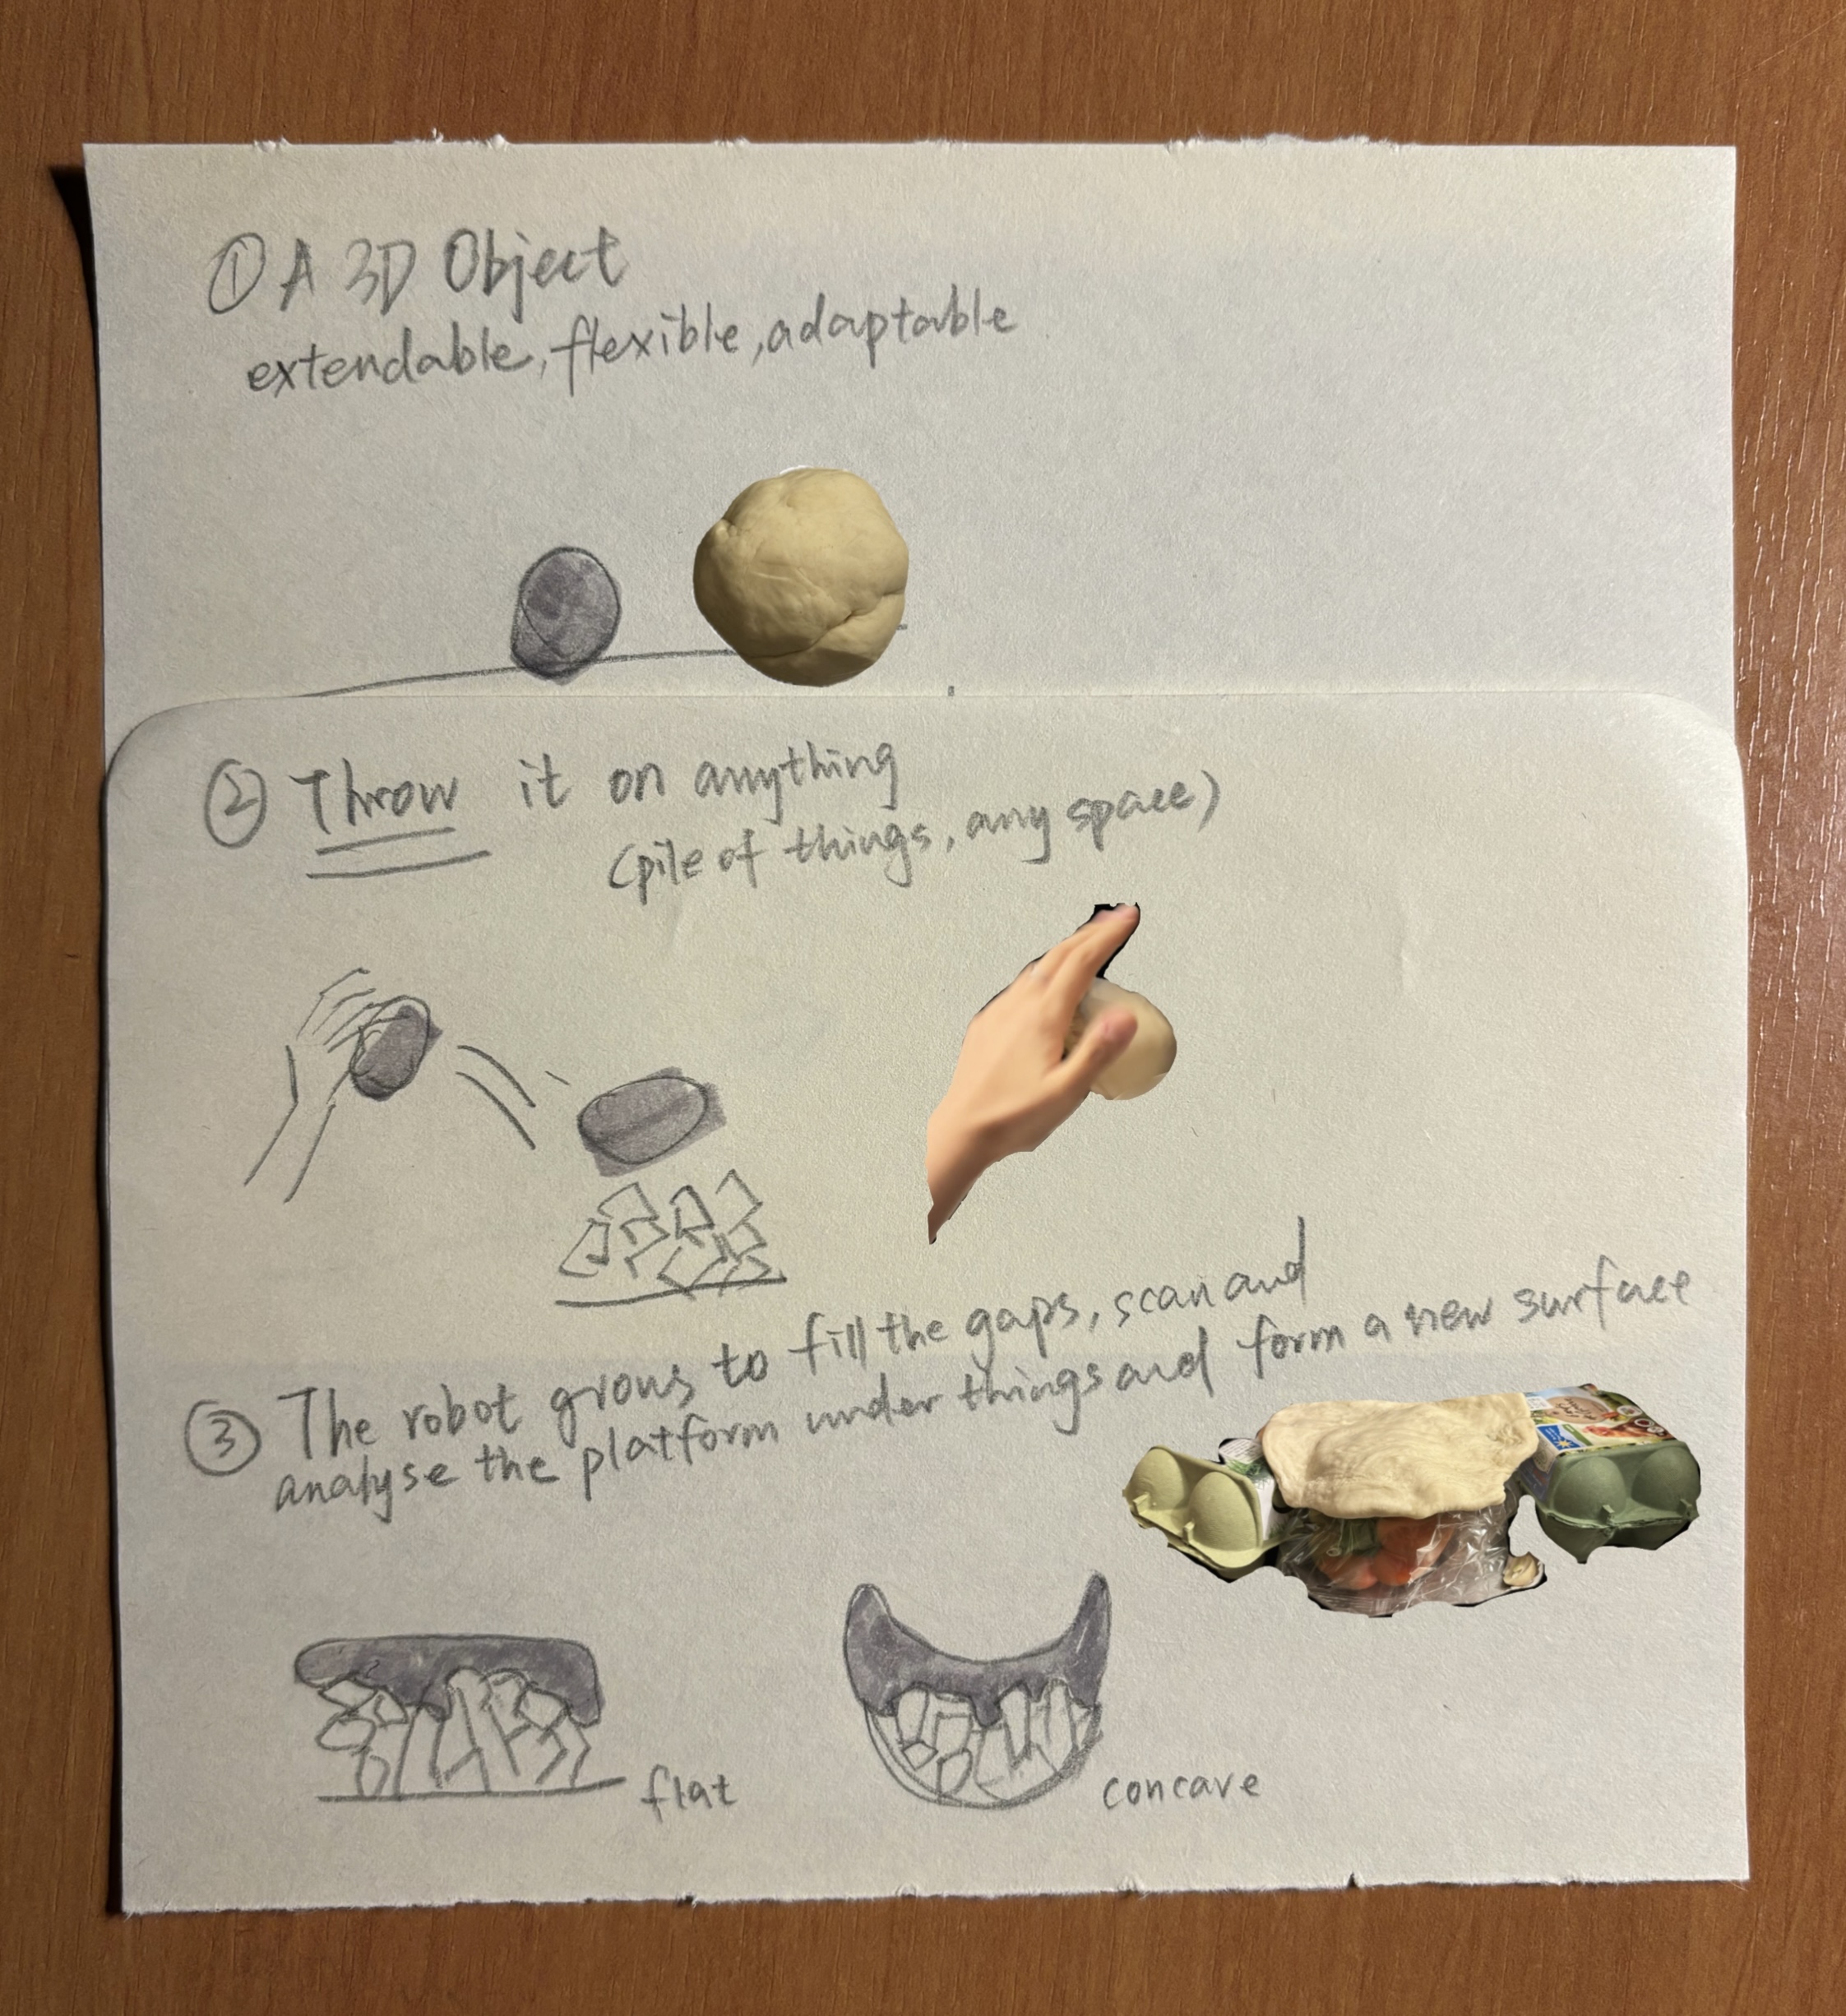 ① A 3D Object
extendable, flexible, adaptable
② Throw it on anything
(pile of things, any space)
③ The robot grows to fill the gaps, scan and
analyse the platform under things and form a new surface
flat
concave